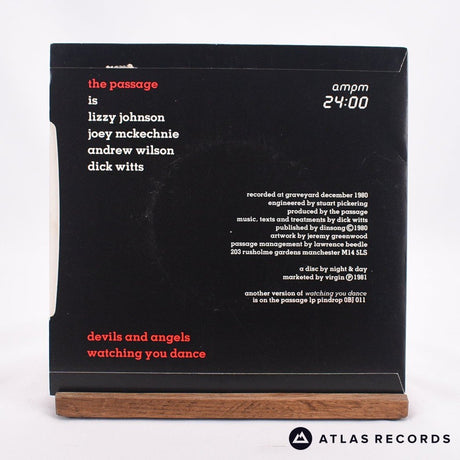 the passage
is
lizzy johnson
joey mckechnie
andrew wilson
dick witts
ampm
24:00
recorded at graveyard december 1980
engineered by stuart pickering
produced by the passage
music, texts and treatments by dick witts
published by dinsong ©1980
artwork by jeremy greenwood
passage management by lawrence beedle
203 rusholme gardens manchester M14 5LS
a disc by night & day
marketed by virgin ℗1981
another version of watching you dance
is on the passage lp pindrop OBJ 011
devils and angels
watching you dance
ATLAS RECORDS